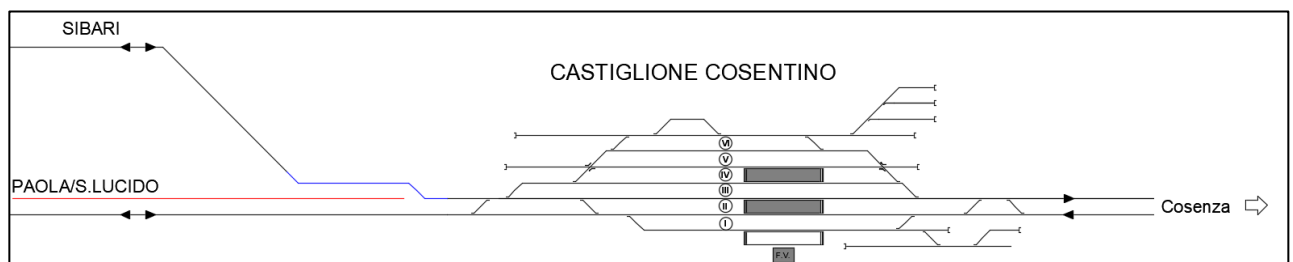 SIBARI
CASTIGLIONE COSENTINO
VI
V
IV
PAOLA/S.LUCIDO
III
II
Cosenza
I
F.V.